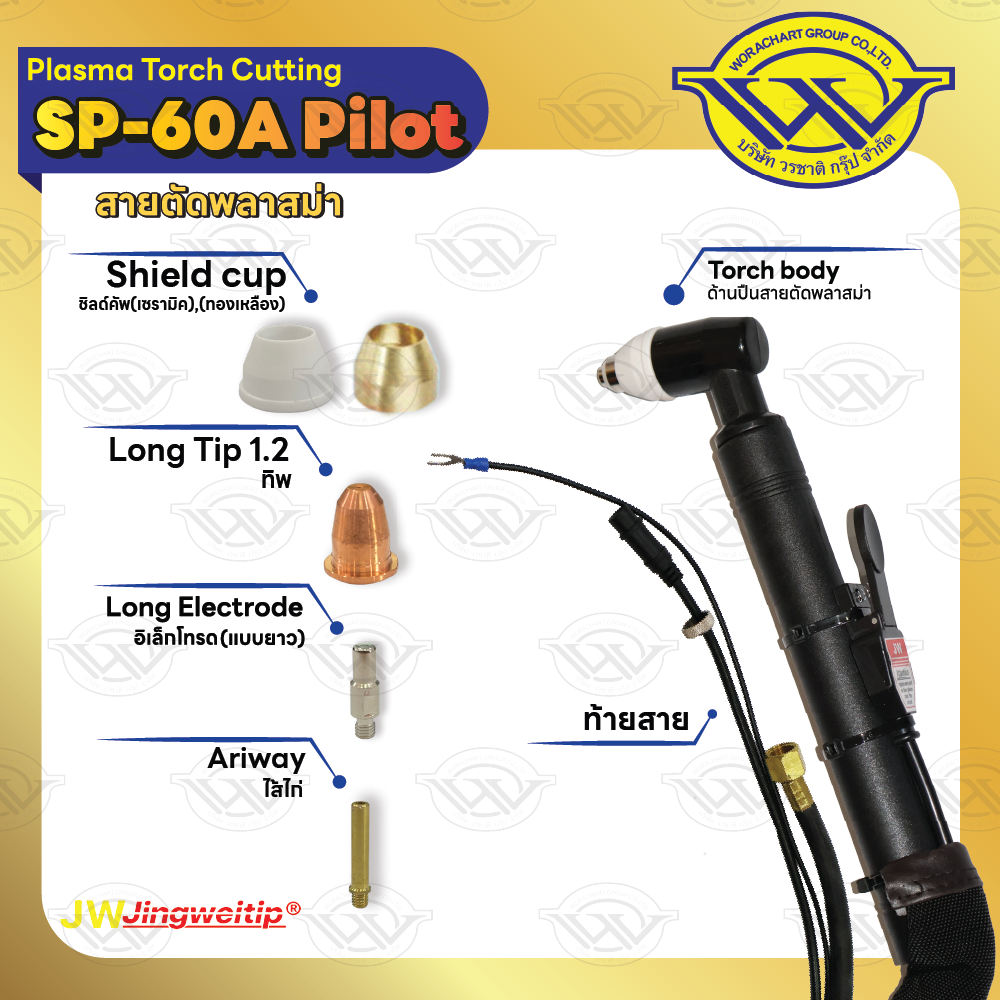 Plasma Torch Cutting
SP-60A Pilot
สายตัดพลาสม่า
WORACHART GROUP CO.,LTD.
W
บริษัท วรชาติ กรุ๊ป จำกัด
Shield cup
ชิลด์คัพ(เซรามิค),(ทองเหลือง)
Torch body
ด้านปืนสายตัดพลาสม่า
Long Tip 1.2
ทิพ
Long Electrode
อิเล็กโทรด(แบบยาว)
ท้ายสาย
Ariway
ไส้ไก่
JW
JWJingweitip®